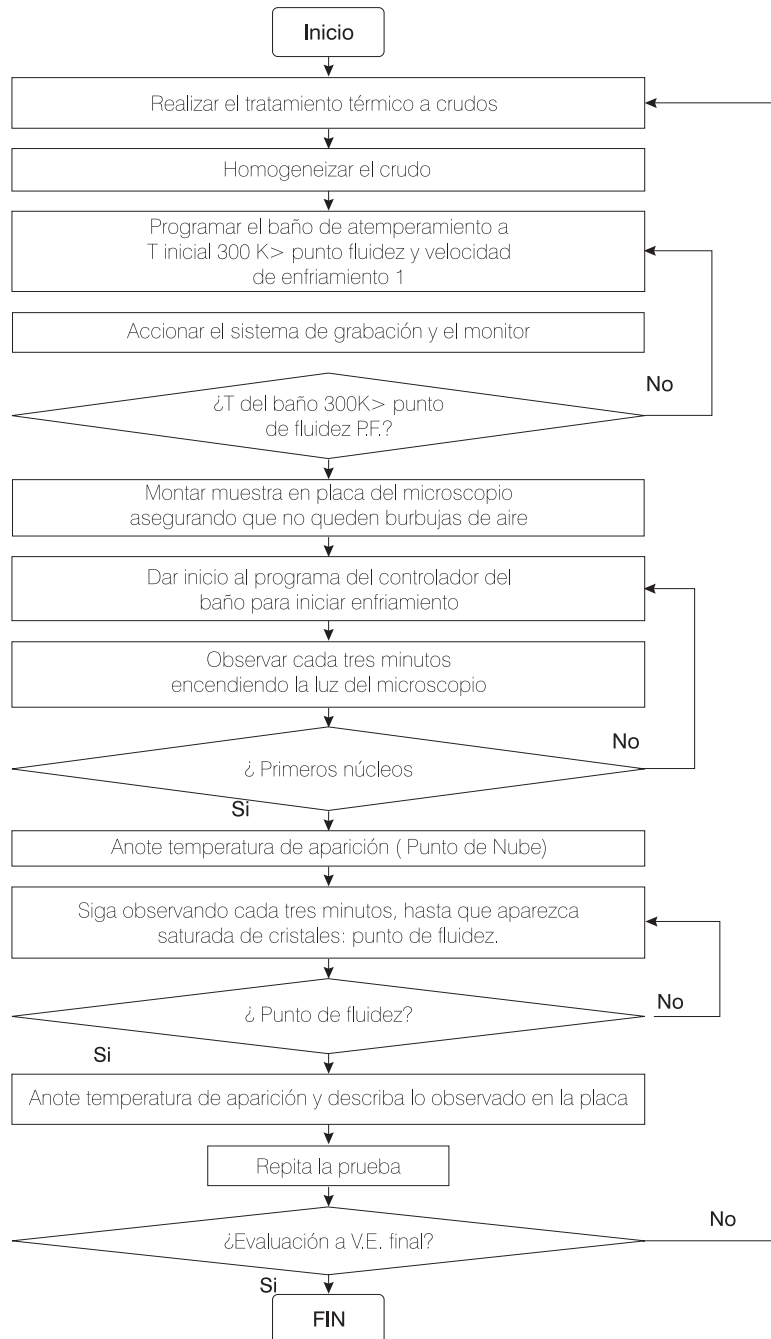 Inicio
Realizar el tratamiento térmico a crudos
Homogeneizar el crudo
Programar el baño de atemperamiento a
T inicial 300 K> punto fluidez y velocidad
de enfriamiento 1
Accionar el sistema de grabación y el monitor
No
¿T del baño 300K> punto
de fluidez P.F.?
Montar muestra en placa del microscopio
asegurando que no queden burbujas de aire
Dar inicio al programa del controlador del
baño para iniciar enfriamiento
Observar cada tres minutos
encendiendo la luz del microscopio
No
¿ Primeros núcleos
Si
Anote temperatura de aparición ( Punto de Nube)
Siga observando cada tres minutos, hasta que aparezca
saturada de cristales: punto de fluidez.
No
¿ Punto de fluidez?
Si
Anote temperatura de aparición y describa lo observado en la placa
Repita la prueba
No
¿Evaluación a V.E. final?
Si
FIN